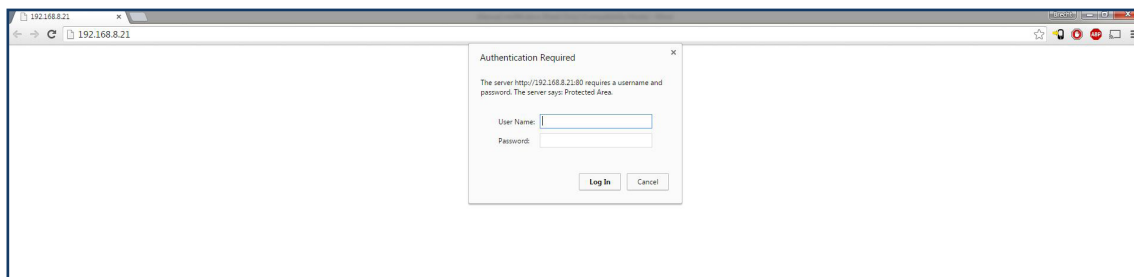 192.168.8.21
192.168.8.21
ABP
Authentication Required
The server http://192.168.8.21:80 requires a username and
password. The server says: Protected Area.
User Name:
Password:
Log In
Cancel